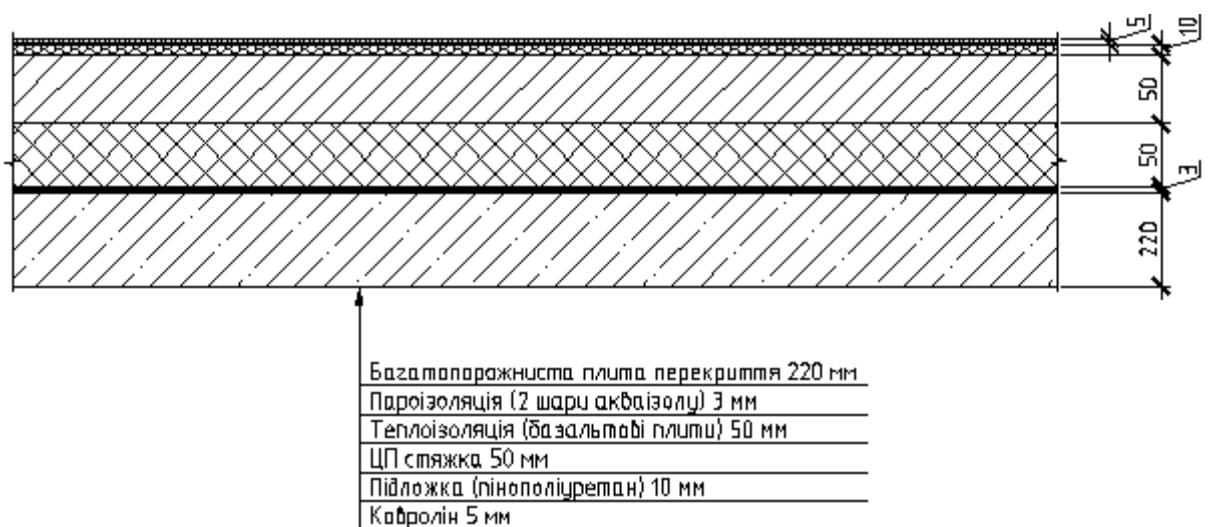 5
10
50
50
3
220
Багатопорожниста плита перекриття 220 мм
Пароізоляція (2 шари акваізолу) 3 мм
Теплоізоляція (базальтові плити) 50 мм
ЦП стяжка 50 мм
Підложка (пінополіуретан) 10 мм
Ковролін 5 мм